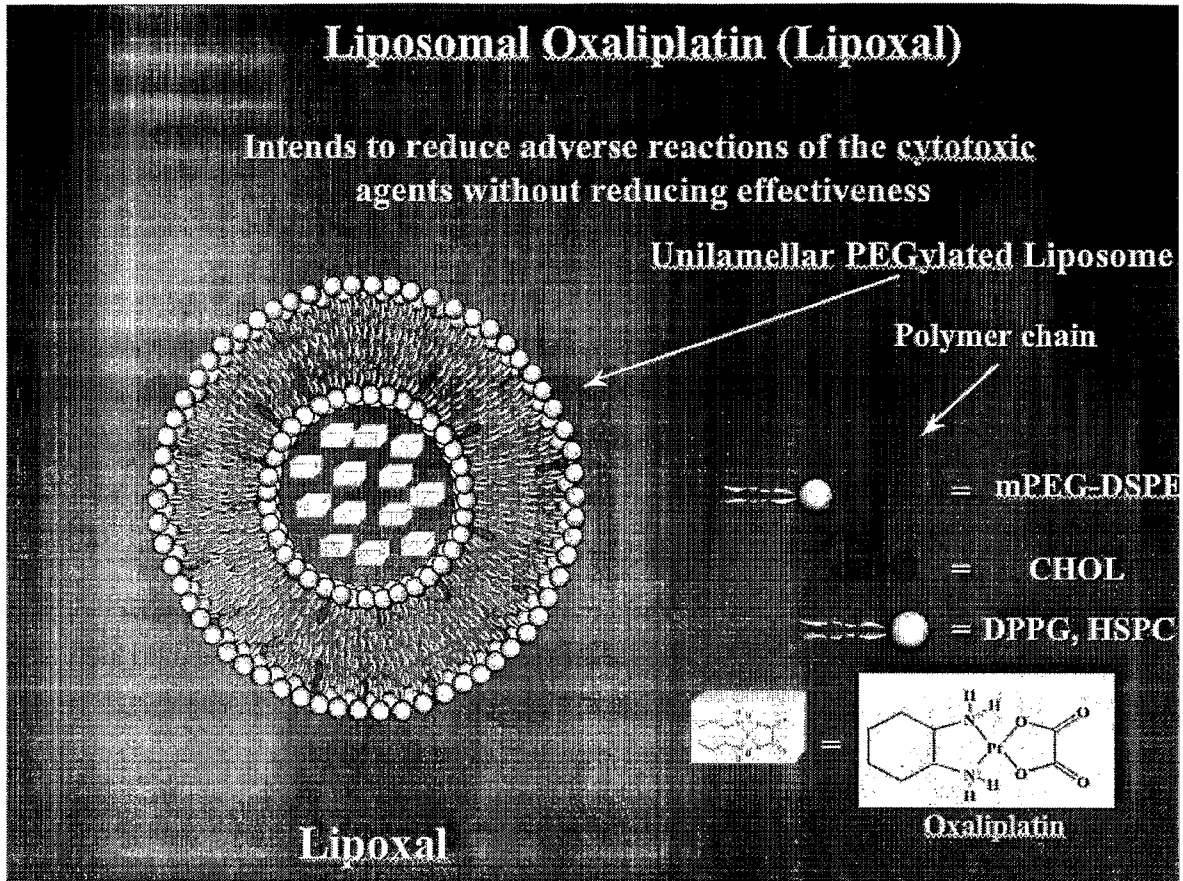 Liposomal Oxaliplatin (Lipoxal)
Intends to reduce adverse reactions of the cytotoxic
agents without reducing effectiveness
Unilamellar PEGylated Liposome
Polymer chain
= mPEG-DSPE
= CHOL
= DPPG, HSPC
=
H
N
H
O
O
Pt
N
H
H
O
O
Oxaliplatin
Lipoxal